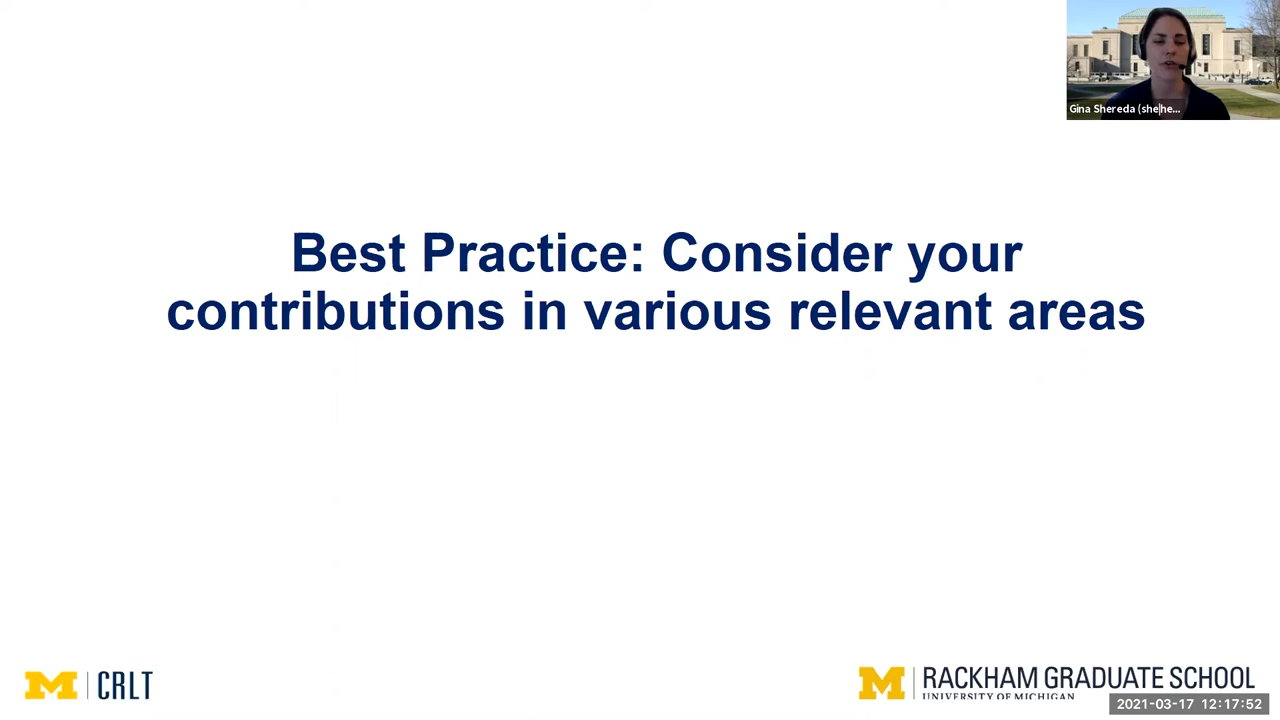 Gina Shereda (she|he...
Best Practice: Consider your
contributions in various relevant areas
M | CRLT
M | RACKHAM GRADUATE SCHOOL
UNIVERSITY OF MICHIGAN
2021-03-17 12:17:52